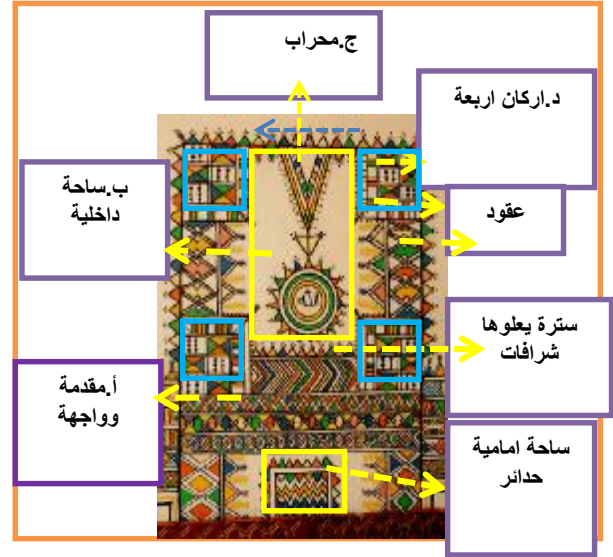 ج.محراب
د.اركان اربعة
ب.ساحة
داخلية
عقود
سترة يعلوها
شرافات
أ.مقدمة
وواجهة
ساحة امامية
حدائر